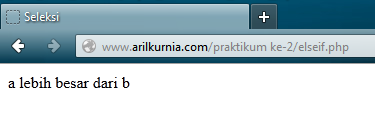 Seleksi
www.arilkurnia.com/praktikum ke-2/elseif.php
a lebih besar dari b